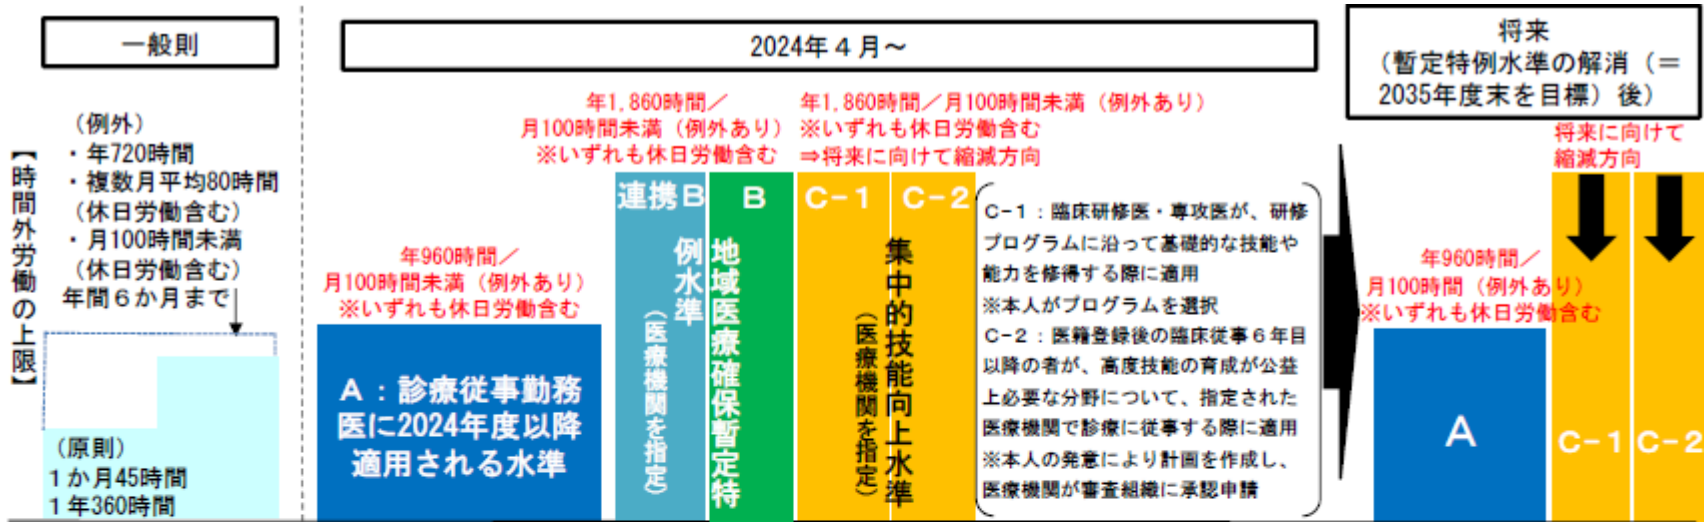 一般則
【時間外労働の上限】
（例外）
・年720時間
・複数月平均80時間
（休日労働含む）
・月100時間未満
（休日労働含む）
年間６か月まで
（原則）
１か月45時間
１年360時間
2024年４月～
年960時間／
月100時間未満（例外あり）
※いずれも休日労働含む
Ａ：診療従事勤務
医に2024年度以降
適用される水準
年1,860時間／
月100時間未満（例外あり）
※いずれも休日労働含む
連携Ｂ
Ｂ
地域医療確保暫定特
例水準
（医療機関を指定）
年1,860時間／月100時間未満（例外あり）
※いずれも休日労働含む
⇒将来に向けて縮減方向
Ｃ－１
Ｃ－２
集中的技能向上水準
（医療機関を指定）
Ｃ－１：臨床研修医・専攻医が、研修
プログラムに沿って基礎的な技能や
能力を修得する際に適用
※本人がプログラムを選択
Ｃ－２：医籍登録後の臨床従事６年目
以降の者が、高度技能の育成が公益
上必要な分野について、指定された
医療機関で診療に従事する際に適用
※本人の発意により計画を作成し、
医療機関が審査組織に承認申請
将来
（暫定特例水準の解消（＝
2035年度末を目標）後）
将来に向けて
縮減方向
年960時間／
月100時間（例外あり）
※いずれも休日労働含む
Ａ
Ｃ－１
Ｃ－２